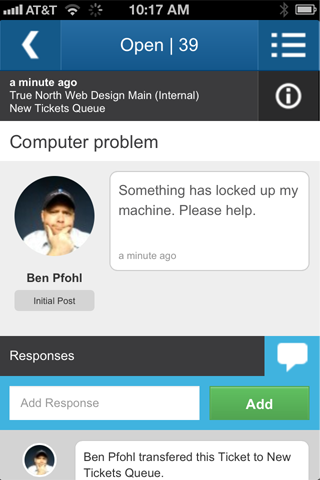 AT&T 10:17 AM
Open | 39
a minute ago
True North Web Design Main (Internal)
New Tickets Queue
Computer problem
Something has locked up my
machine. Please help.
a minute ago
Ben Pfohl
Initial Post
Responses
Add Response Add
Ben Pfohl transfered this Ticket to New
Tickets Queue.